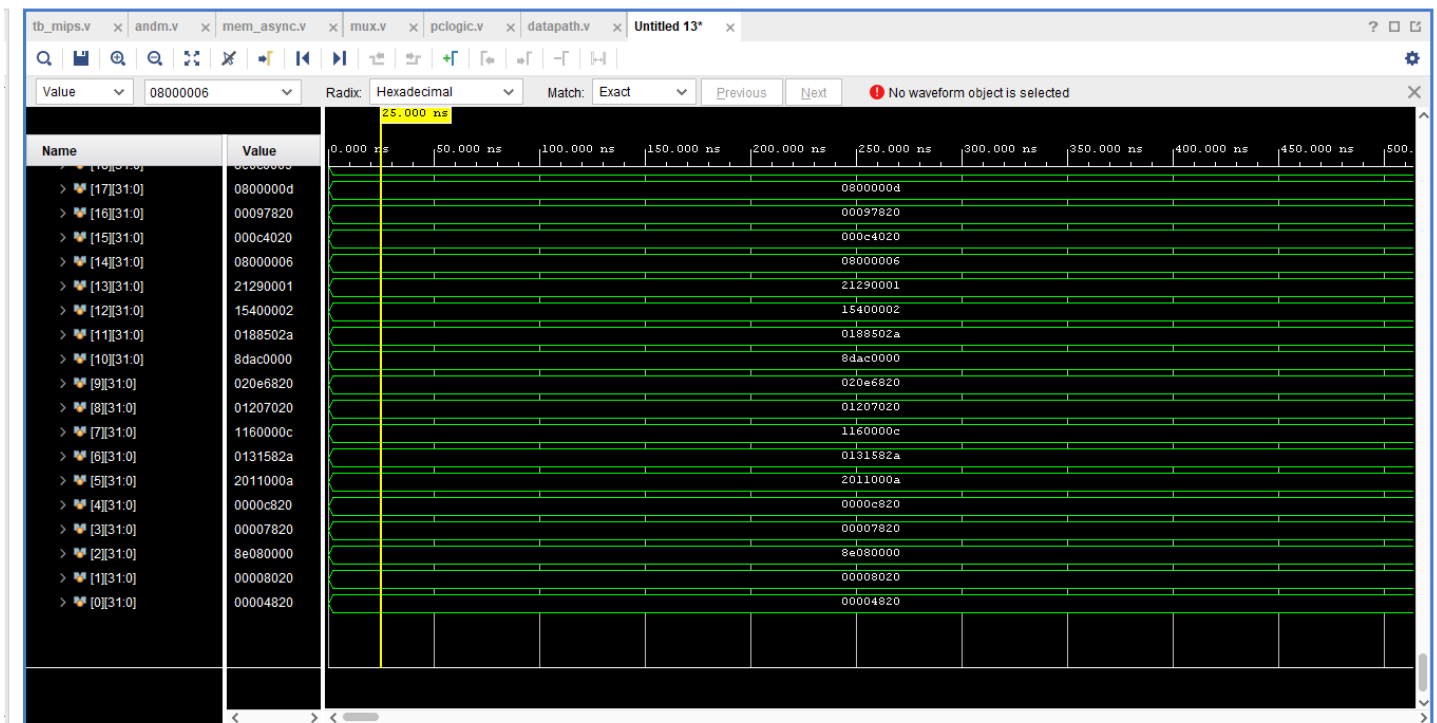 tb_mips.v × andm.v × mem_async.v × mux.v × pclogic.v × datapath.v × Untitled 13* × ?
Value 08000006 Radix: Hexadecimal Match: Exact Previous Next No waveform object is selected ×
25.000 ns
Name Value 0.000 ns 50.000 ns 100.000 ns 150.000 ns 200.000 ns 250.000 ns 300.000 ns 350.000 ns 400.000 ns 450.000 ns 500.
> [17][31:0] 0800000d 0800000d
> [16][31:0] 00097820 00097820
> [15][31:0] 000c4020 000c4020
> [14][31:0] 08000006 08000006
> [13][31:0] 21290001 21290001
> [12][31:0] 15400002 15400002
> [11][31:0] 0188502a 0188502a
> [10][31:0] 8dac0000 8dac0000
> [9][31:0] 020e6820 020e6820
> [8][31:0] 01207020 01207020
> [7][31:0] 1160000c 1160000c
> [6][31:0] 0131582a 0131582a
> [5][31:0] 2011000a 2011000a
> [4][31:0] 0000c820 0000c820
> [3][31:0] 00007820 00007820
> [2][31:0] 8e080000 8e080000
> [1][31:0] 00008020 00008020
> [0][31:0] 00004820 00004820